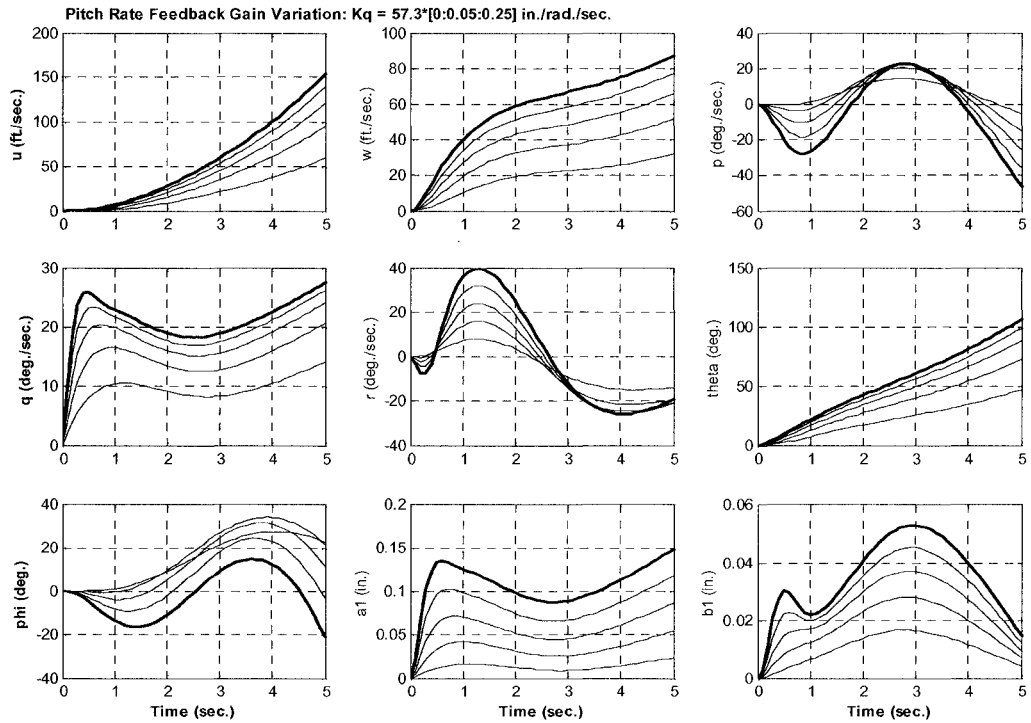 Pitch Rate Feedback Gain Variation: Kq = 57.3*[0:0.05:0.25] in./rad./sec.
200
150
100
50
0
u (ft./sec.)
0 1 2 3 4 5
100
80
60
40
20
0
w (ft./sec.)
0 1 2 3 4 5
40
20
0
-20
-40
-60
p (deg./sec.)
0 1 2 3 4 5
30
20
10
0
q (deg./sec.)
0 1 2 3 4 5
40
20
0
-20
-40
r (deg./sec.)
0 1 2 3 4 5
150
100
50
0
theta (deg.)
0 1 2 3 4 5
40
20
0
-20
-40
phi (deg.)
0 1 2 3 4 5
Time (sec.)
0.2
0.15
0.1
0.05
0
a1 (in.)
0 1 2 3 4 5
Time (sec.)
0.06
0.04
0.02
0
b1 (in.)
0 1 2 3 4 5
Time (sec.)